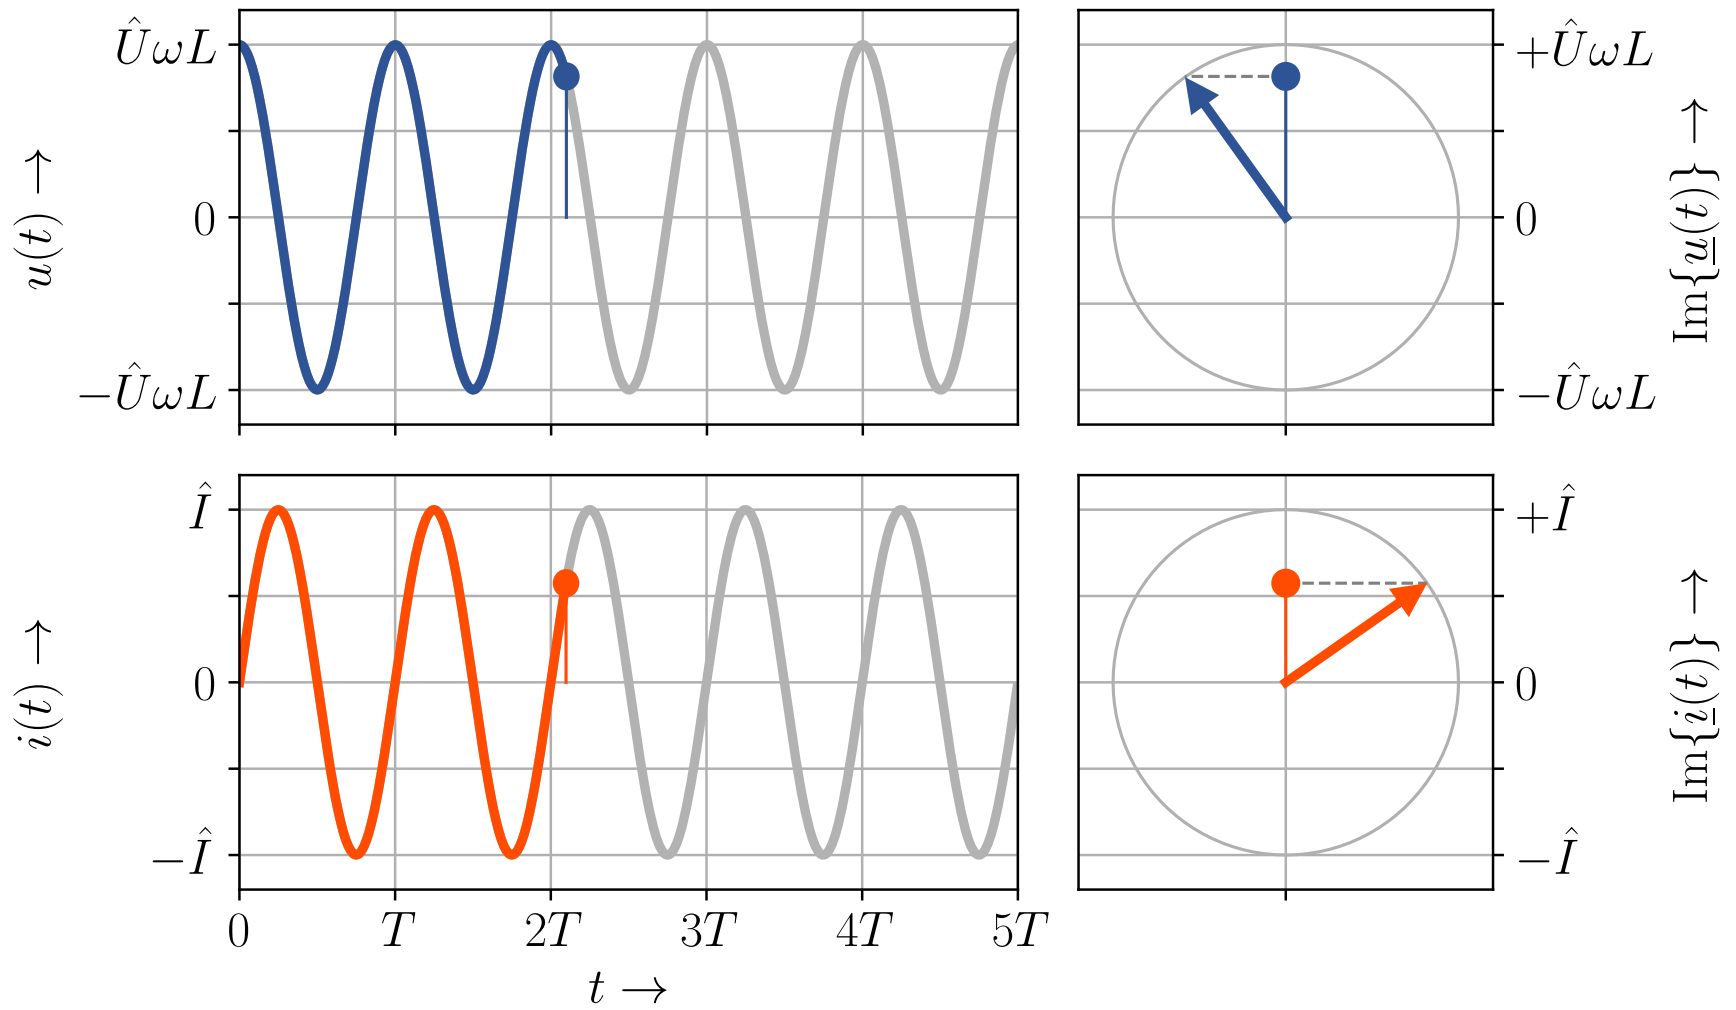 u(t) →
ÛωL
0
−ÛωL
+ÛωL
0
−ÛωL
Im{u̲(t)} →
i(t) →
Î
0
−Î
+Î
0
−Î
Im{i̲(t)} →
0 T 2T 3T 4T 5T
t →